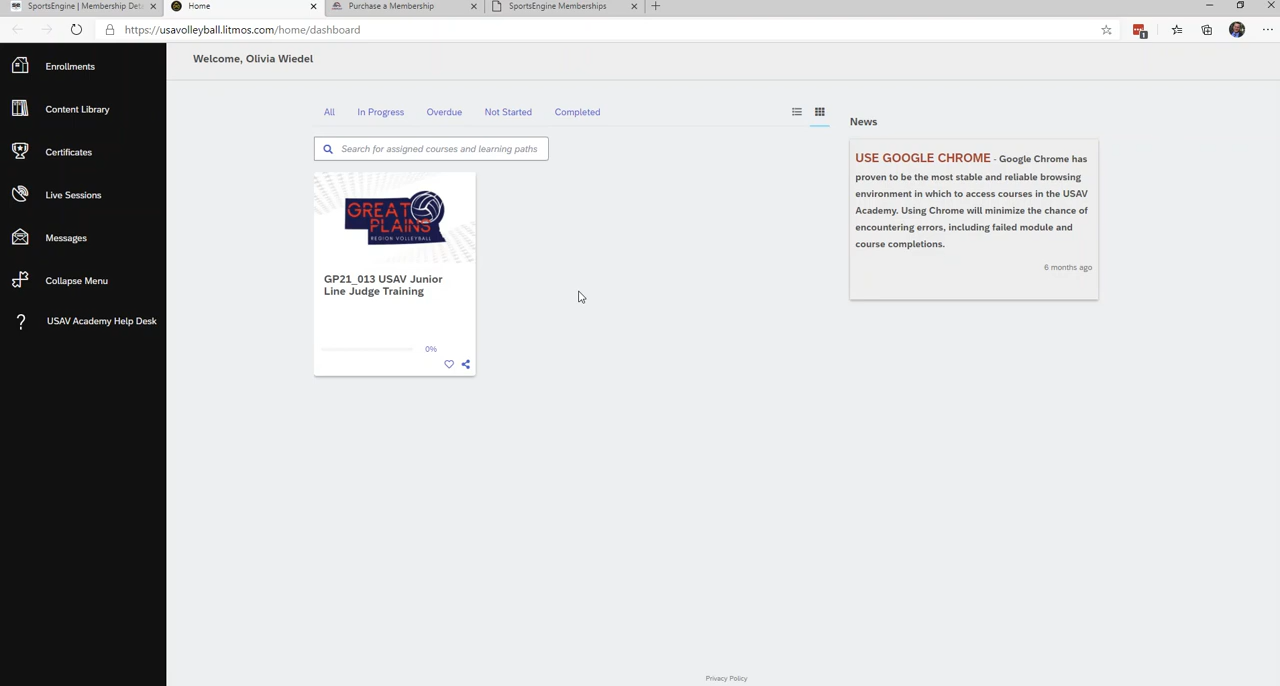 SportsEngine | Membership Det
Home
Purchase a Membership
SportsEngine Memberships
https://usavolleyball.litmos.com/home/dashboard
1
Enrollments
Content Library
Certificates
Live Sessions
Messages
Collapse Menu
? USAV Academy Help Desk
Welcome, Olivia Wiedel
All In Progress Overdue Not Started Completed
Search for assigned courses and learning paths
GREAT
PLAINS
REGION VOLLEYBALL
GP21_013 USAV Junior
Line Judge Training
0%
News
USE GOOGLE CHROME - Google Chrome has
proven to be the most stable and reliable browsing
environment in which to access courses in the USAV
Academy. Using Chrome will minimize the chance of
encountering errors, including failed module and
course completions.
6 months ago
Privacy Policy